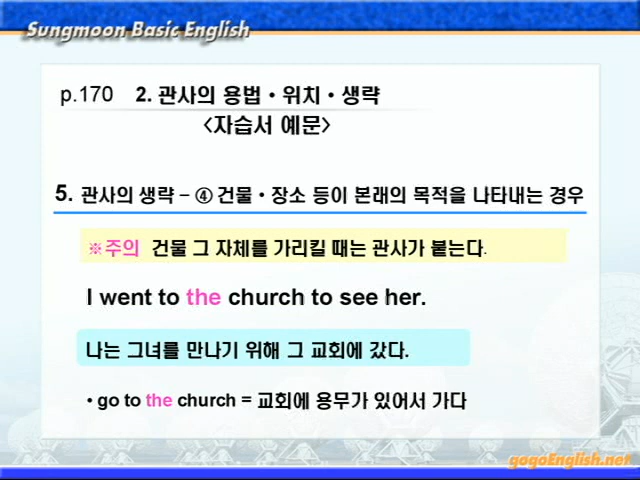 Sungmoon Basic English
p.170 2. 관사의 용법 • 위치 • 생략
<자습서 예문>
5. 관사의 생략 – ④ 건물 • 장소 등이 본래의 목적을 나타내는 경우
※주의 건물 그 자체를 가리킬 때는 관사가 붙는다.
I went to the church to see her.
나는 그녀를 만나기 위해 그 교회에 갔다.
• go to the church = 교회에 용무가 있어서 가다
gogoEnglish.net